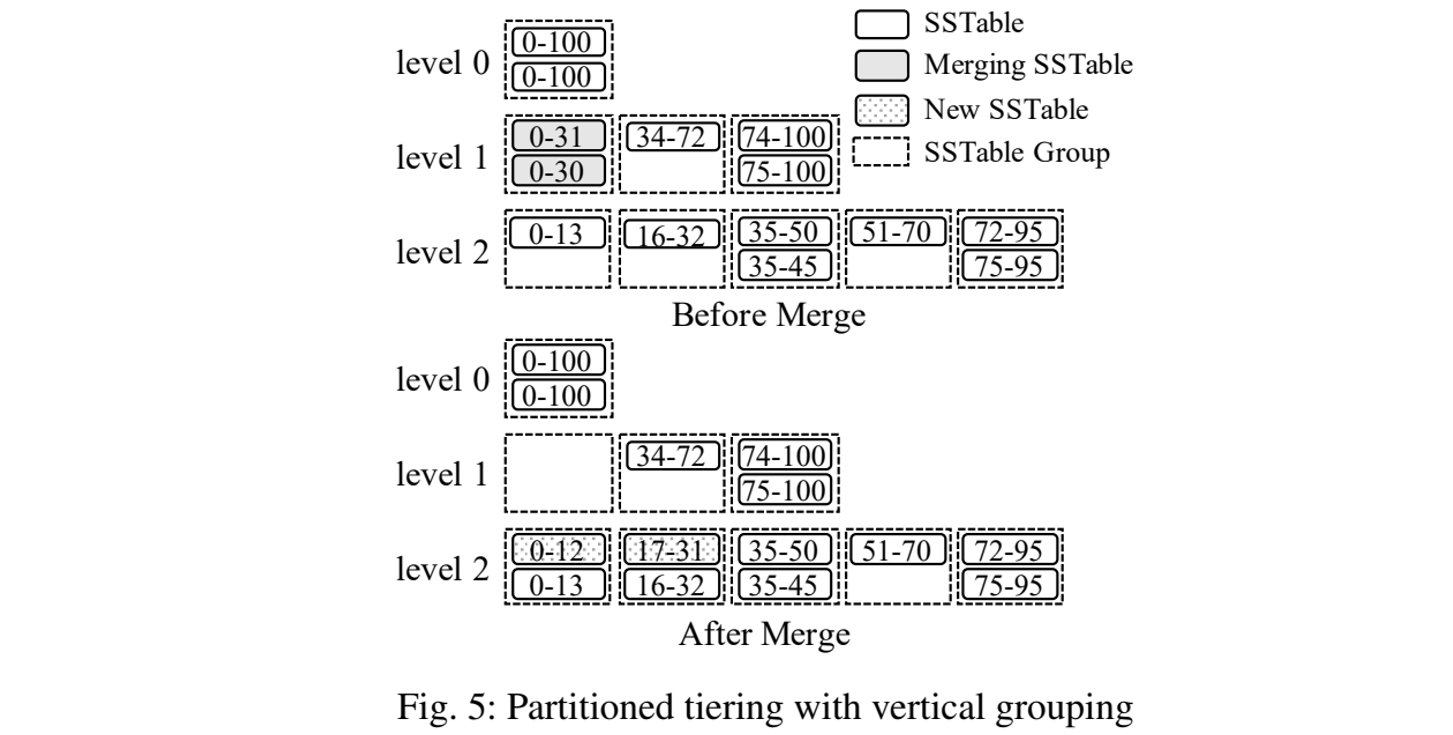 level 0
0-100
0-100
SSTable
Merging SSTable
New SSTable
SSTable Group
level 1
0-31 34-72 74-100
0-30 75-100
level 2
0-13 16-32 35-50 51-70 72-95
35-45 75-95
Before Merge
level 0
0-100
0-100
level 1
34-72 74-100
75-100
level 2
0-12 17-31 35-50 51-70 72-95
0-13 16-32 35-45 75-95
After Merge
Fig. 5: Partitioned tiering with vertical grouping